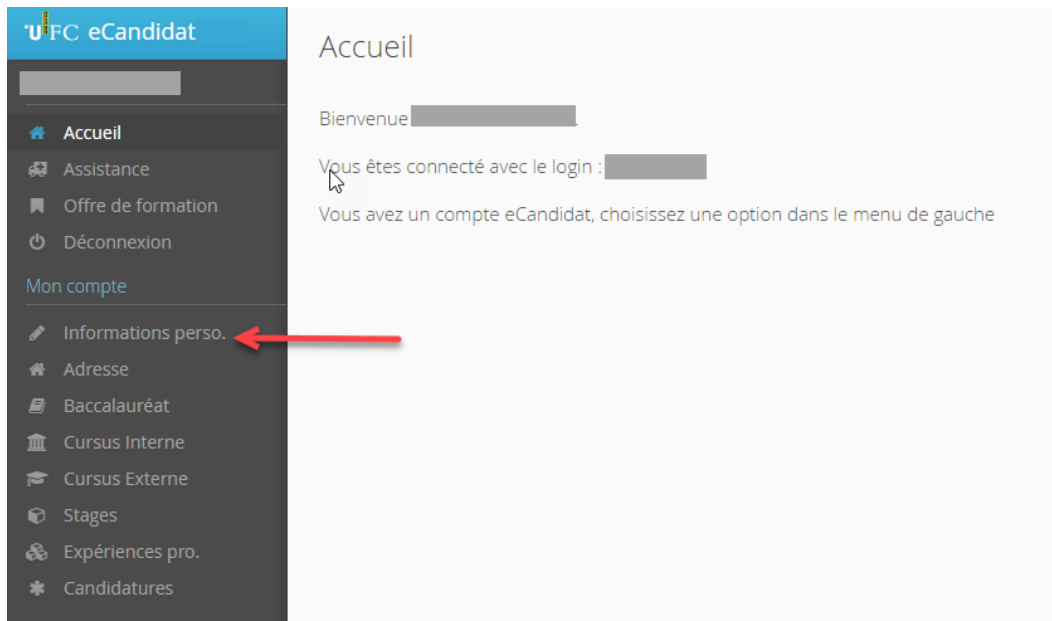 UFC eCandidat
Accueil
Assistance
Offre de formation
Déconnexion
Mon compte
Informations perso.
Adresse
Baccalauréat
Cursus Interne
Cursus Externe
Stages
Expériences pro.
Candidatures
Accueil
Bienvenue .
Vous êtes connecté avec le login :
Vous avez un compte eCandidat, choisissez une option dans le menu de gauche